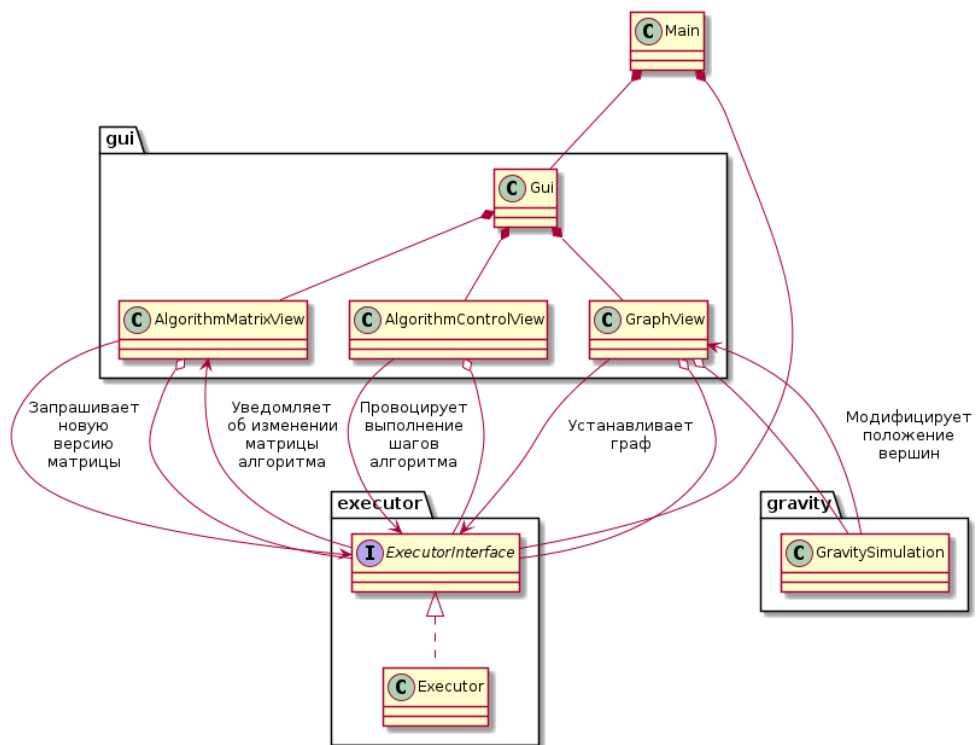 C Main
gui
C Gui
C AlgorithmMatrixView
C AlgorithmControlView
C GraphView
Запрашивает
новую
версию
матрицы
Уведомляет
об изменении
матрицы
алгоритма
Провоцирует
выполнение
шагов
алгоритма
Устанавливает
граф
Модифицирует
положение
вершин
executor
I ExecutorInterface
C Executor
gravity
C GravitySimulation